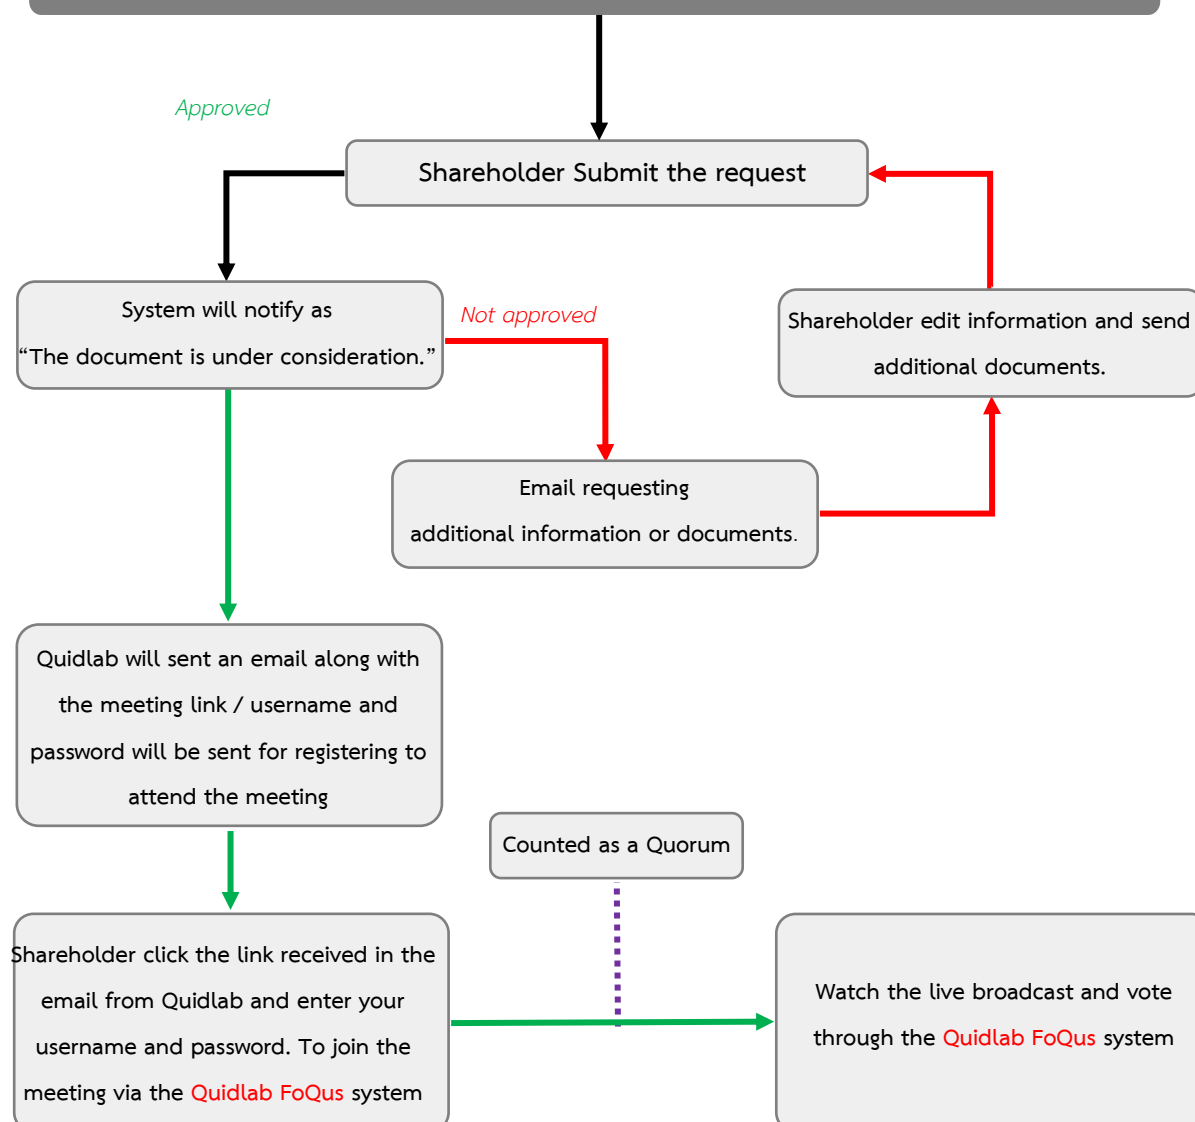 Approved
Shareholder Submit the request
System will notify as
“The document is under consideration.”
Not approved
Shareholder edit information and send
additional documents.
Email requesting
additional information or documents.
Quidlab will sent an email along with
the meeting link / username and
password will be sent for registering to
attend the meeting
Counted as a Quorum
Shareholder click the link received in the
email from Quidlab and enter your
username and password. To join the
meeting via the Quidlab FoQus system
Watch the live broadcast and vote
through the Quidlab FoQus system